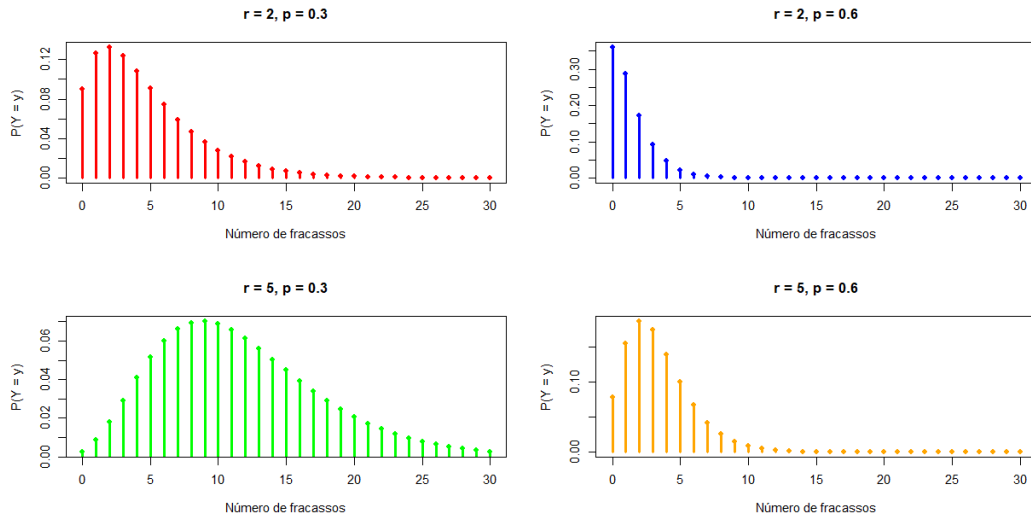 r = 2, p = 0.3
P(Y = y)
0.00 0.04 0.08 0.12
0 5 10 15 20 25 30
Número de fracassos
r = 2, p = 0.6
P(Y = y)
0.00 0.10 0.20 0.30
0 5 10 15 20 25 30
Número de fracassos
r = 5, p = 0.3
P(Y = y)
0.00 0.02 0.04 0.06
0 5 10 15 20 25 30
Número de fracassos
r = 5, p = 0.6
P(Y = y)
0.00 0.10
0 5 10 15 20 25 30
Número de fracassos